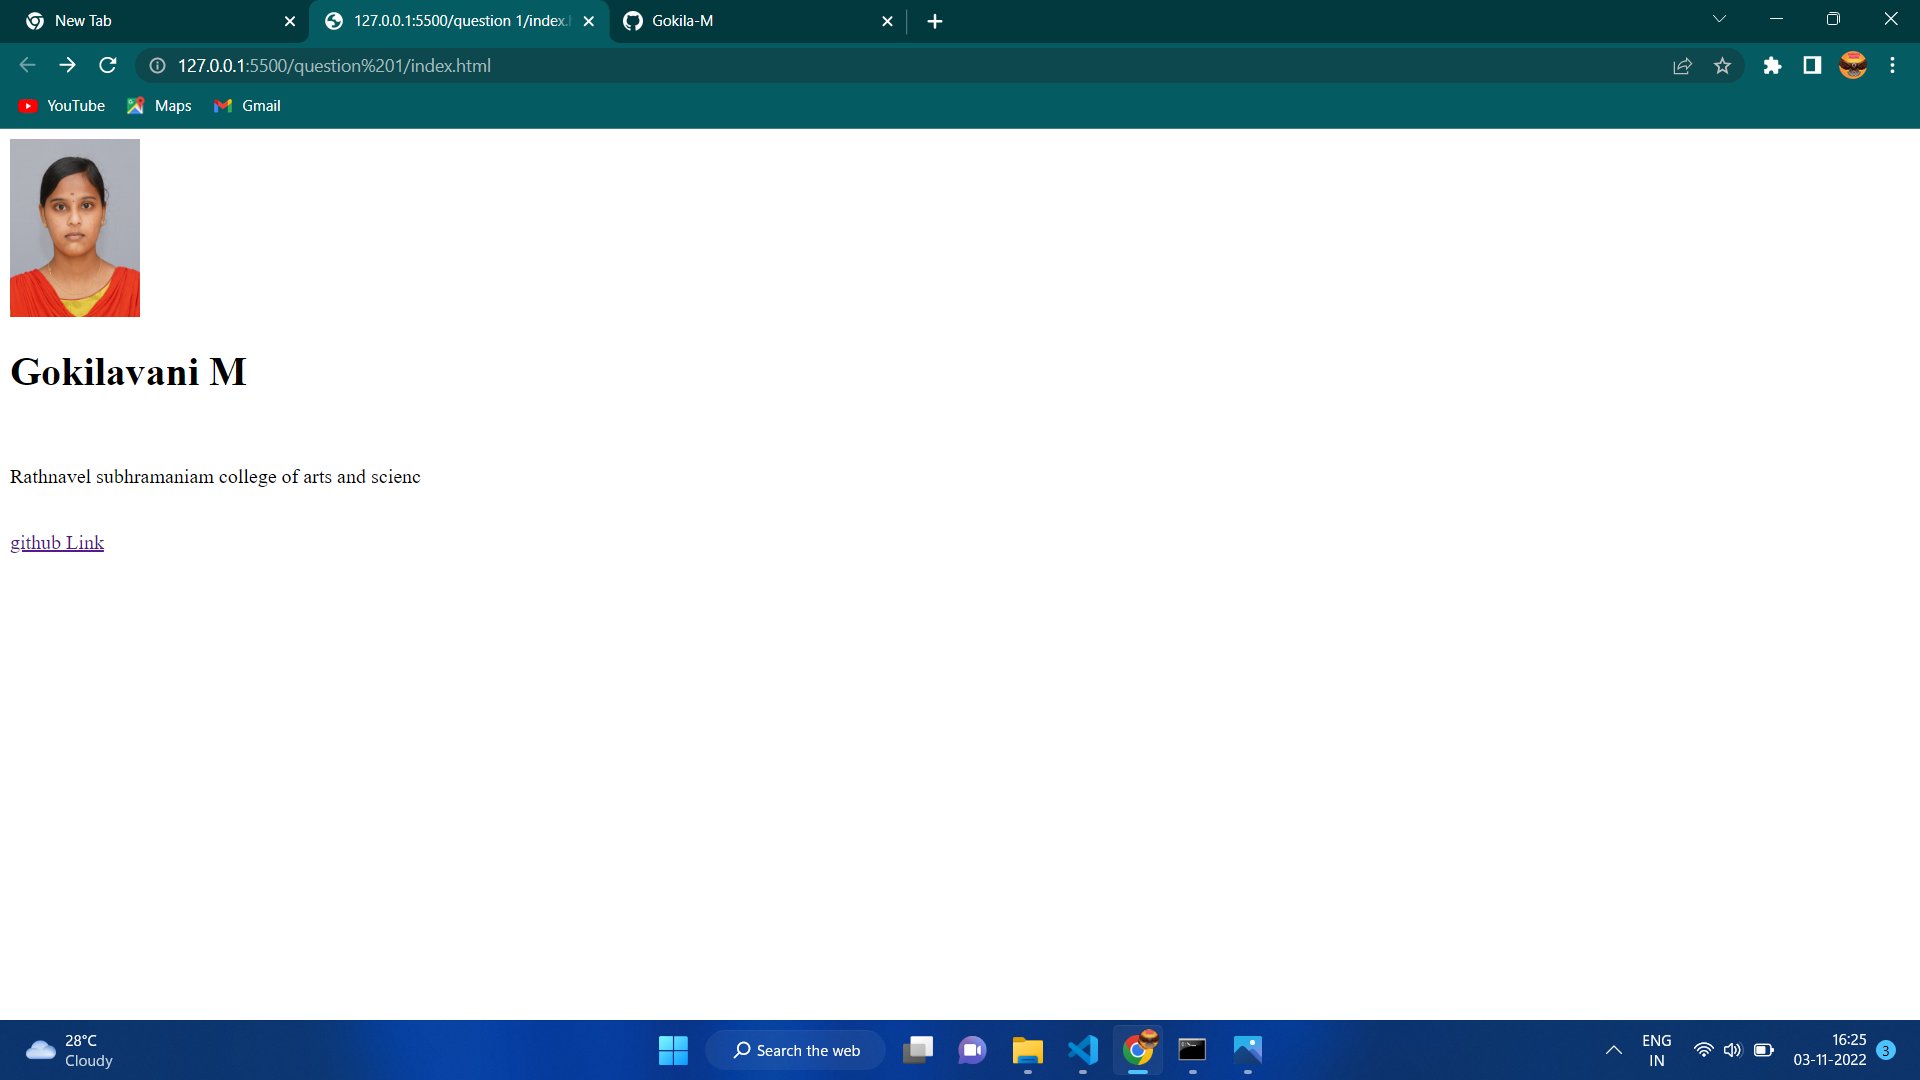 New Tab
127.0.0.1:5500/question 1/index.h
Gokila-M
127.0.0.1:5500/question%201/index.html
YouTube
Maps
Gmail
Gokilavani M
Rathnavel subhramaniam college of arts and scienc
github Link
28°C
Cloudy
Search the web
ENG
IN
16:25
03-11-2022
3